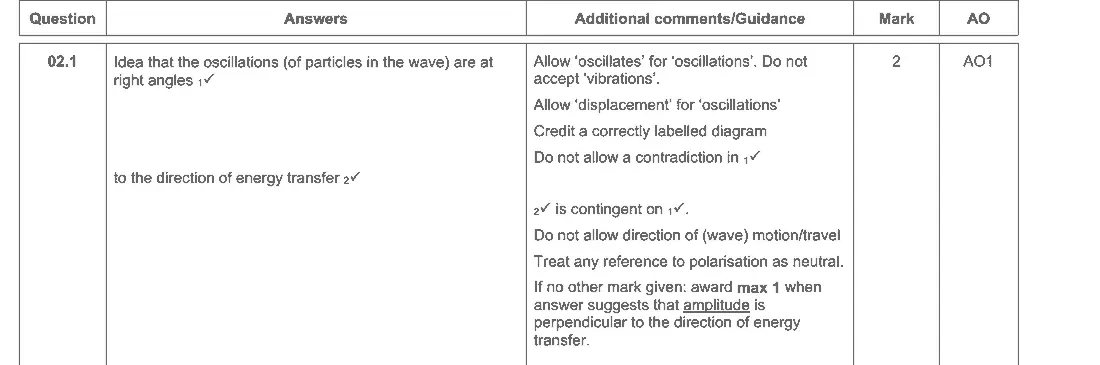 Question Answers Additional comments/Guidance Mark AO
02.1 Idea that the oscillations (of particles in the wave) are at
right angles ₁✓
to the direction of energy transfer ₂✓
Allow 'oscillates' for 'oscillations'. Do not
accept 'vibrations'.
Allow 'displacement' for 'oscillations'
Credit a correctly labelled diagram
Do not allow a contradiction in ₁✓
₂✓ is contingent on ₁✓.
Do not allow direction of (wave) motion/travel
Treat any reference to polarisation as neutral.
If no other mark given: award max 1 when
answer suggests that amplitude is
perpendicular to the direction of energy
transfer.
2
AO1